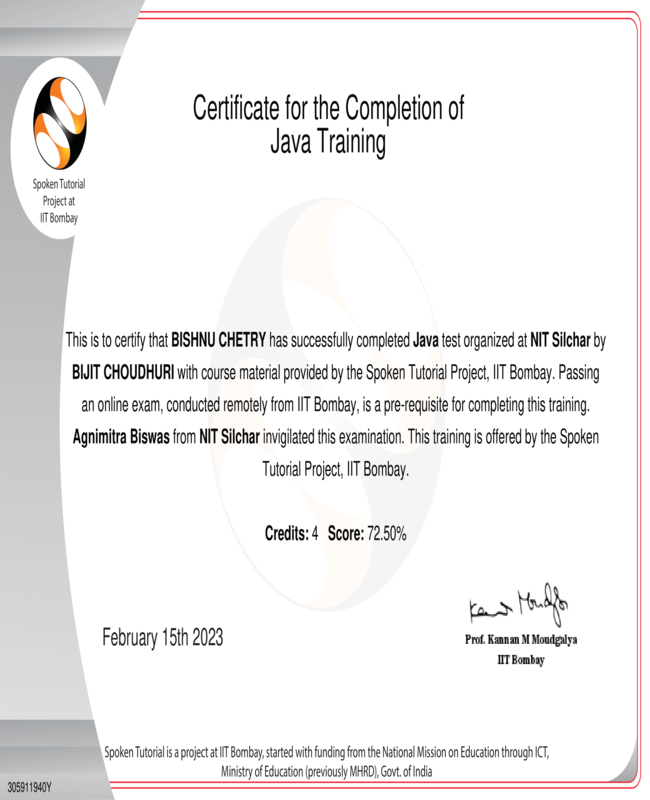 Certificate for the Completion of
Java Training
Spoken Tutorial
Project at
IIT Bombay
This is to certify that BISHNU CHETRY has successfully completed Java test organized at NIT Silchar by
BIJIT CHOUDHURI with course material provided by the Spoken Tutorial Project, IIT Bombay. Passing
an online exam, conducted remotely from IIT Bombay, is a pre-requisite for completing this training.
Agnimitra Biswas from NIT Silchar invigilated this examination. This training is offered by the Spoken
Tutorial Project, IIT Bombay.
Credits: 4 Score: 72.50%
February 15th 2023
Prof. Kannan M Moudgalya
IIT Bombay
Spoken Tutorial is a project at IIT Bombay, started with funding from the National Mission on Education through ICT,
Ministry of Education (previously MHRD), Govt. of India
305911940Y